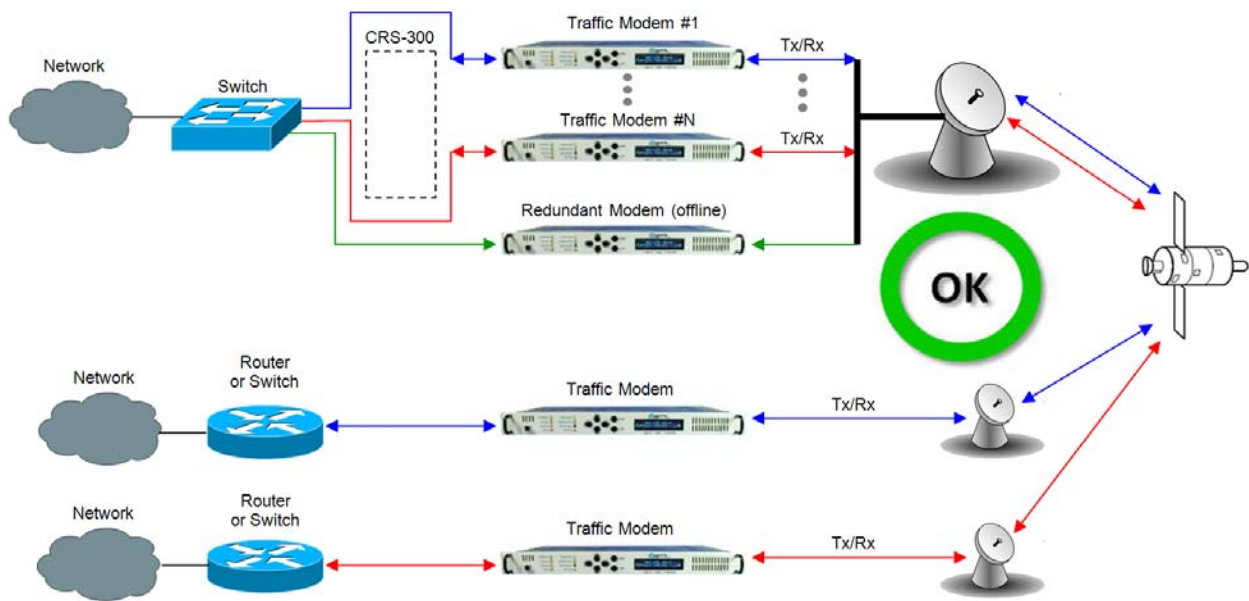 Traffic Modem #1
CRS-300
Tx/Rx
Network
Switch
Traffic Modem #N
Tx/Rx
Redundant Modem (offline)
OK
Router
or Switch
Network
Traffic Modem
Tx/Rx
Router
or Switch
Network
Traffic Modem
Tx/Rx